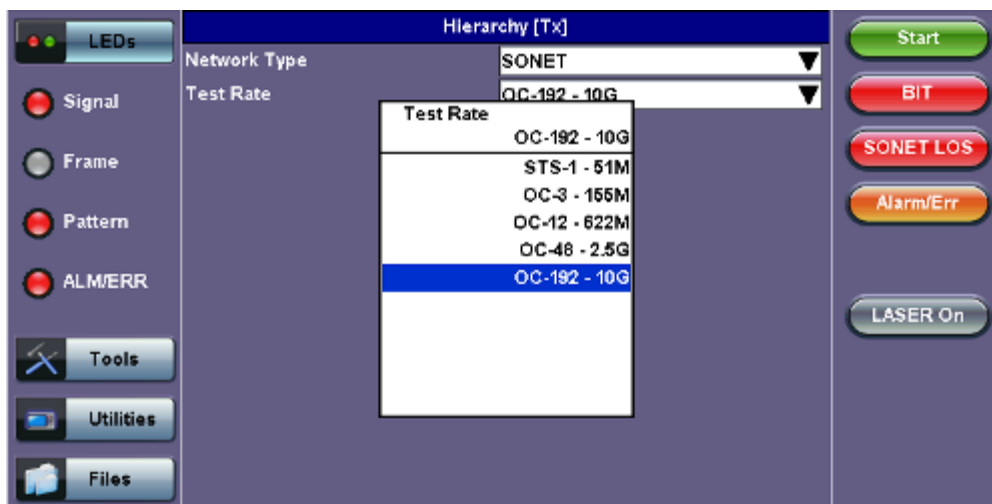 LEDs
Signal
Frame
Pattern
ALM/ERR
Tools
Utilities
Files
Hierarchy [Tx]
Network Type SONET
Test Rate OC-192 - 10G
Test Rate
OC-192 - 10G
STS-1 - 51M
OC-3 - 155M
OC-12 - 622M
OC-48 - 2.5G
OC-192 - 10G
Start
BIT
SONET LOS
Alarm/Err
LASER On